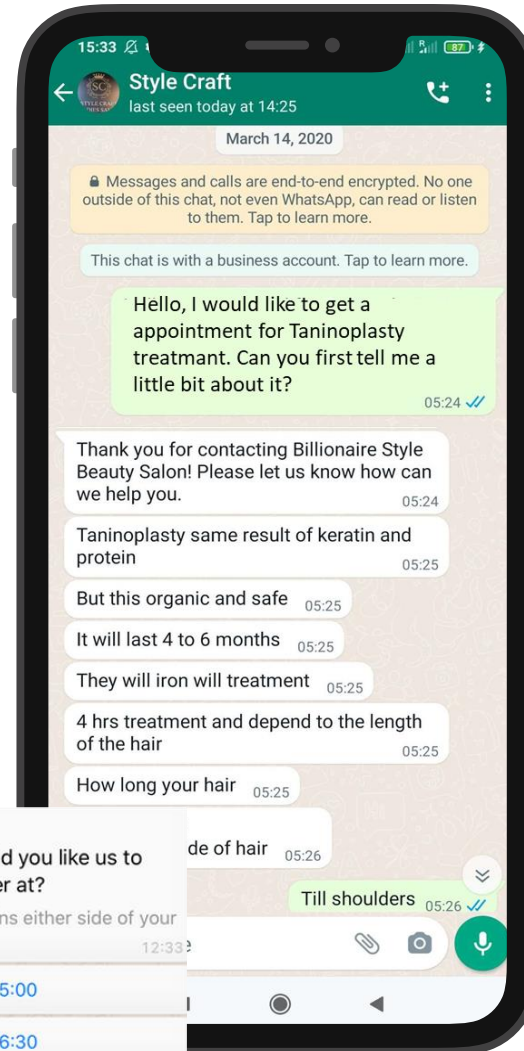 15:33
87
Style Craft
last seen today at 14:25
March 14, 2020
Messages and calls are end-to-end encrypted. No one
outside of this chat, not even WhatsApp, can read or listen
to them. Tap to learn more.
This chat is with a business account. Tap to learn more.
Hello, I would like to get a
appointment for Taninoplasty
treatmant. Can you first tell me a
little bit about it?
05:24
Thank you for contacting Billionaire Style
Beauty Salon! Please let us know how can
we help you.
05:24
Taninoplasty same result of keratin and
protein
05:25
But this organic and safe 05:25
It will last 4 to 6 months 05:25
They will iron will treatment 05:25
4 hrs treatment and depend to the length
of the hair
05:25
How long your hair 05:25
de of hair 05:26
Till shoulders 05:26
d you like us to
er at?
ns either side of your
12:33
5:00
6:30